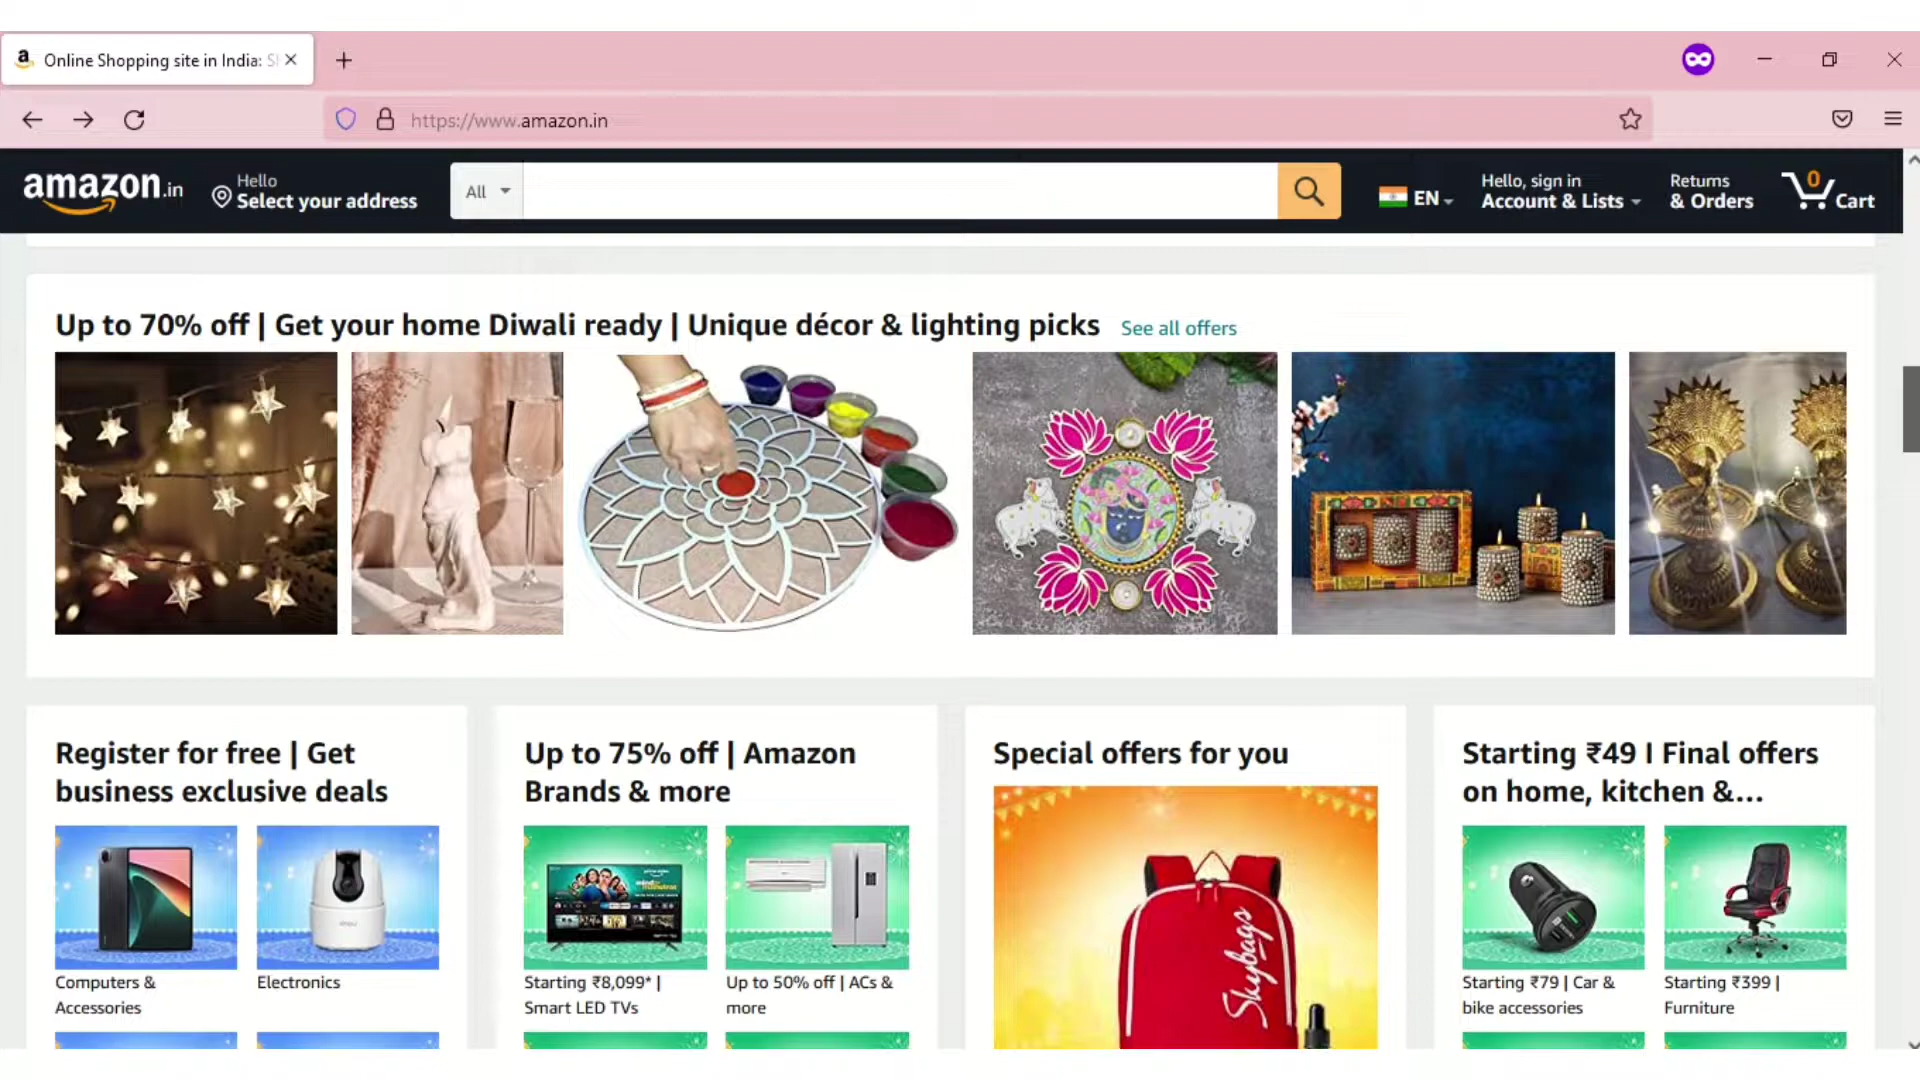 Online Shopping site in India: S
https://www.amazon.in
amazon.in
Hello
Select your address
All
EN
Hello, sign in
Account & Lists
Returns
& Orders
0
Cart
Up to 70% off | Get your home Diwali ready | Unique décor & lighting picks
See all offers
Register for free | Get
business exclusive deals
Computers &
Accessories
Electronics
Up to 75% off | Amazon
Brands & more
Starting ₹8,099* |
Smart LED TVs
Up to 50% off | ACs &
more
Special offers for you
Skybags
Starting ₹49 I Final offers
on home, kitchen &...
Starting ₹79 | Car &
bike accessories
Starting ₹399 |
Furniture